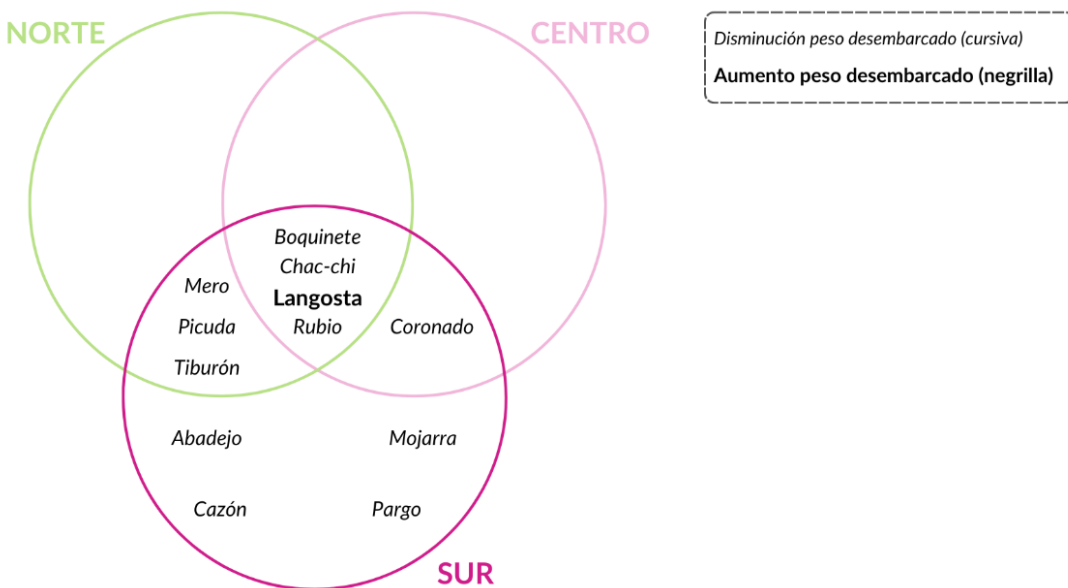 NORTE
CENTRO
Disminución peso desembarcado (cursiva)
Aumento peso desembarcado (negrilla)
Boquinete
Chac-chi
Mero
Langosta
Picuda
Rubio
Coronado
Tiburón
Abadejo
Mojarra
Cazón
Pargo
SUR